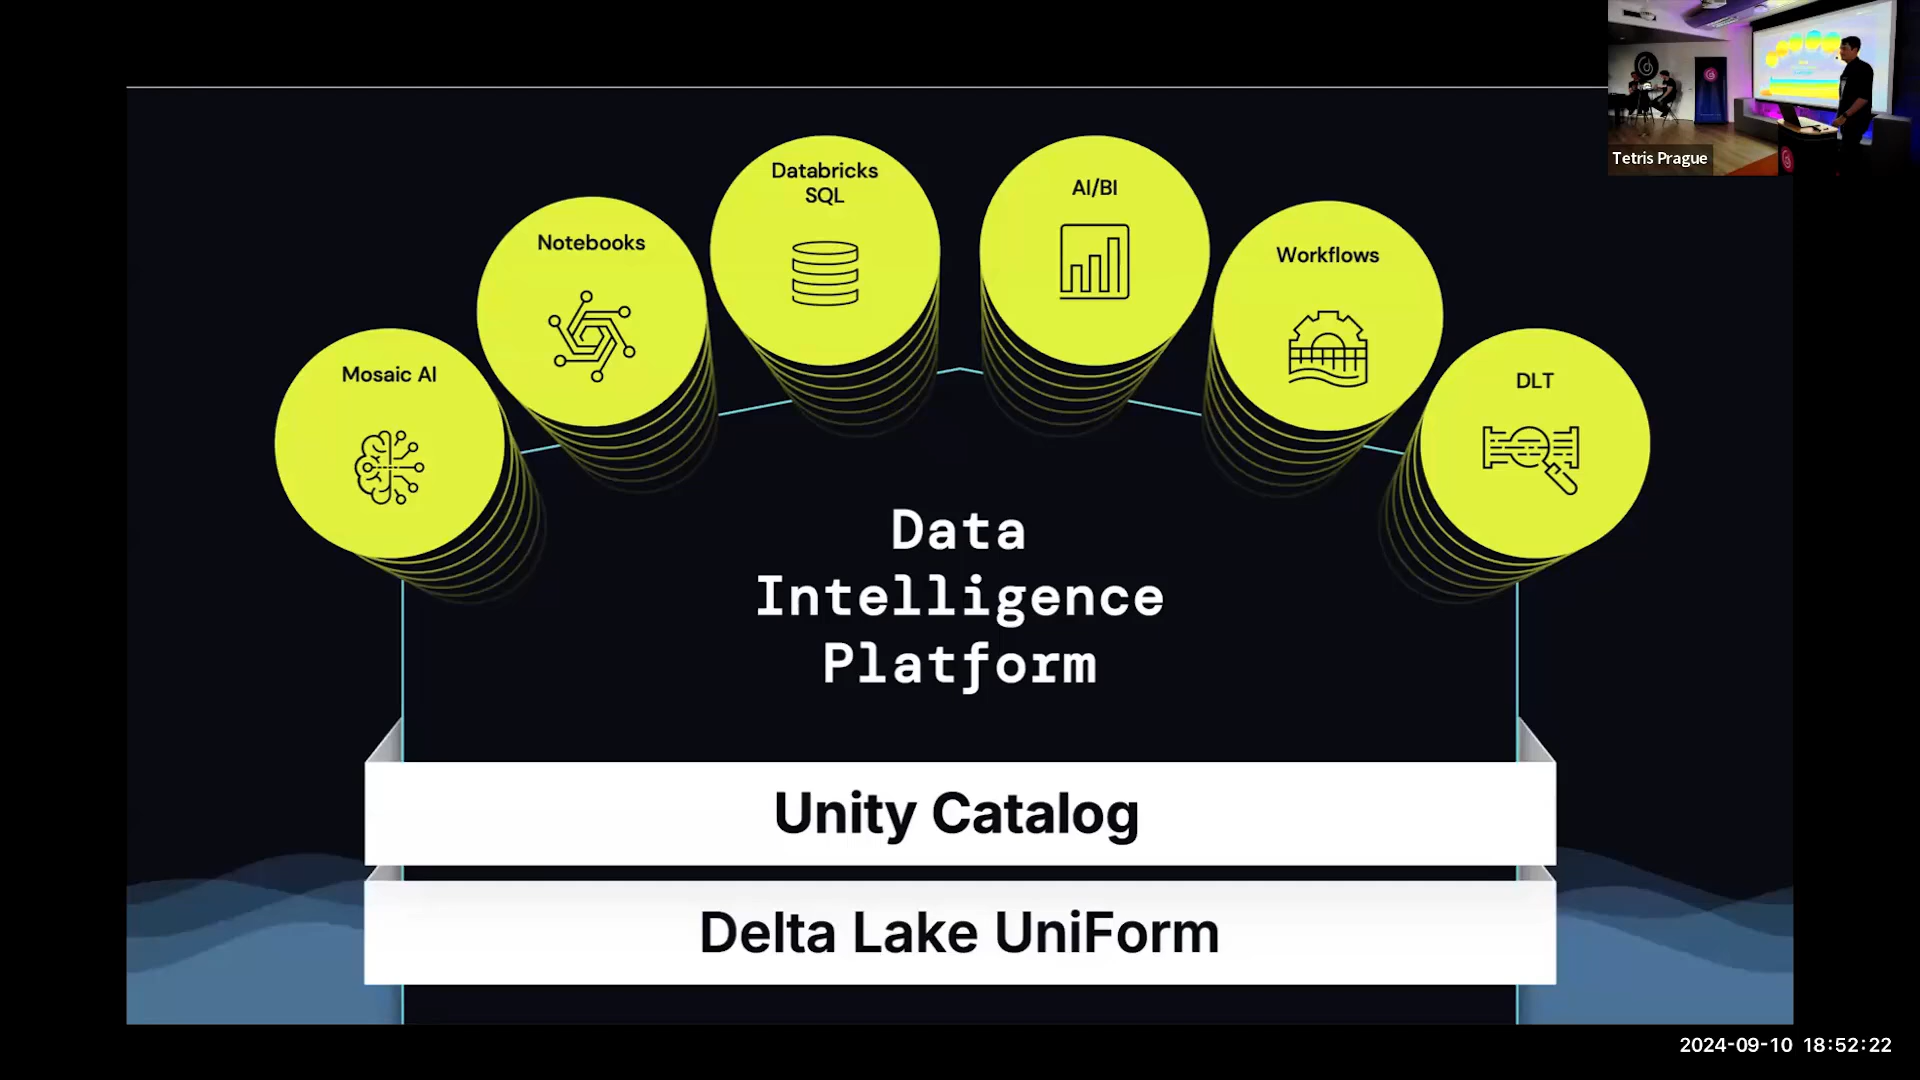 Tetris Prague
Databricks
SQL
AI/BI
Notebooks
Workflows
Mosaic AI
DLT
Data
Intelligence
Platform
Unity Catalog
Delta Lake UniForm
2024-09-10 18:52:22